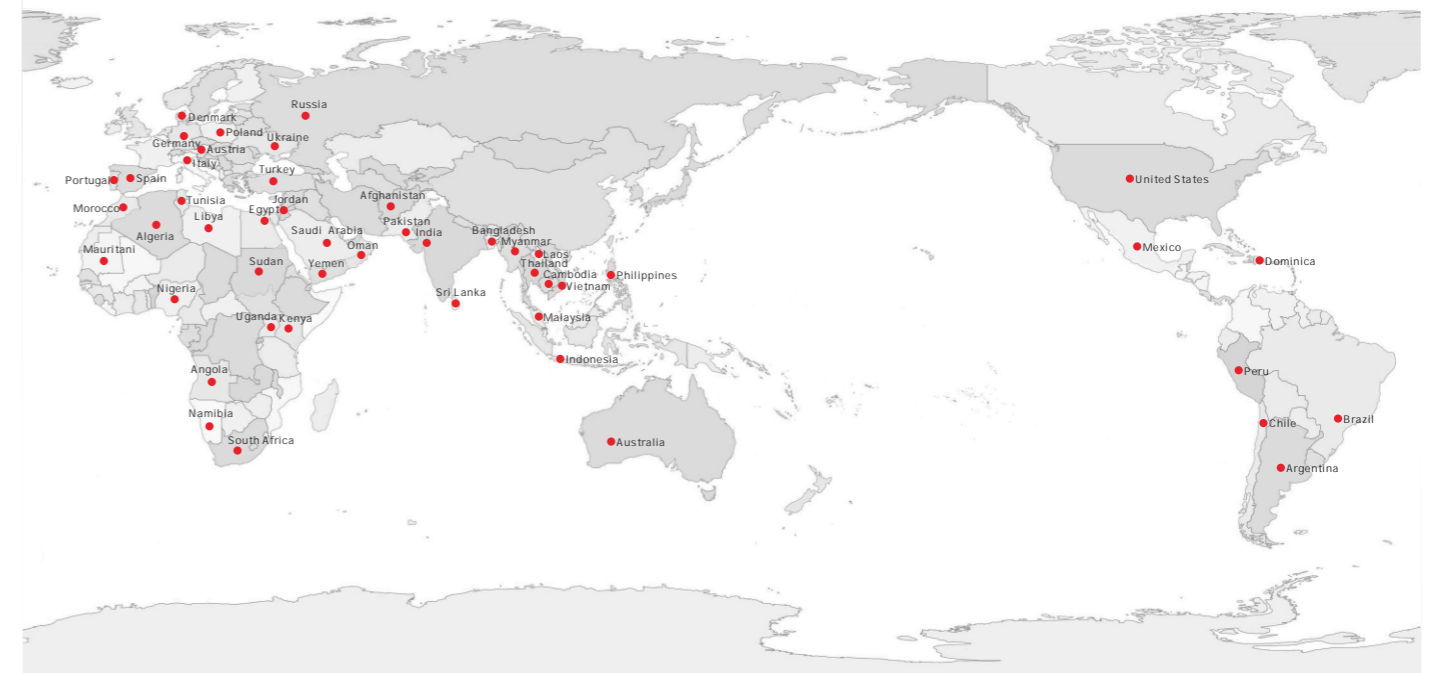 Russia
Denmark
Poland
Ukraine
Germany
Austria
Italy
Turkey
Portugal
Spain
United States
Afghanistan
Tunisia
Jordan
Morocco
Libya
Egypt
Algeria
Pakistan
India
Saudi Arabia
Bangladesh
Myanmar
Oman
Mauritani
Mexico
Laos
Sudan
Yemen
Thailand
Dominica
Cambodia
Philippines
Nigeria
Vietnam
Sri Lanka
Uganda
Kenya
Malaysia
Indonesia
Angola
Peru
Namibia
Brazil
Chile
South Africa
Australia
Argentina